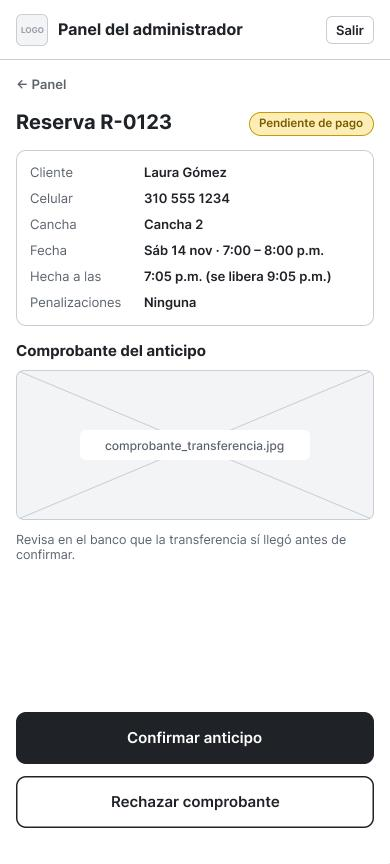 LOGO
Panel del administrador
Salir
← Panel
Reserva R-0123
Pendiente de pago
Cliente Laura Gómez
Celular 310 555 1234
Cancha Cancha 2
Fecha Sáb 14 nov · 7:00 – 8:00 p.m.
Hecha a las 7:05 p.m. (se libera 9:05 p.m.)
Penalizaciones Ninguna
Comprobante del anticipo
comprobante_transferencia.jpg
Revisa en el banco que la transferencia sí llegó antes de
confirmar.
Confirmar anticipo
Rechazar comprobante